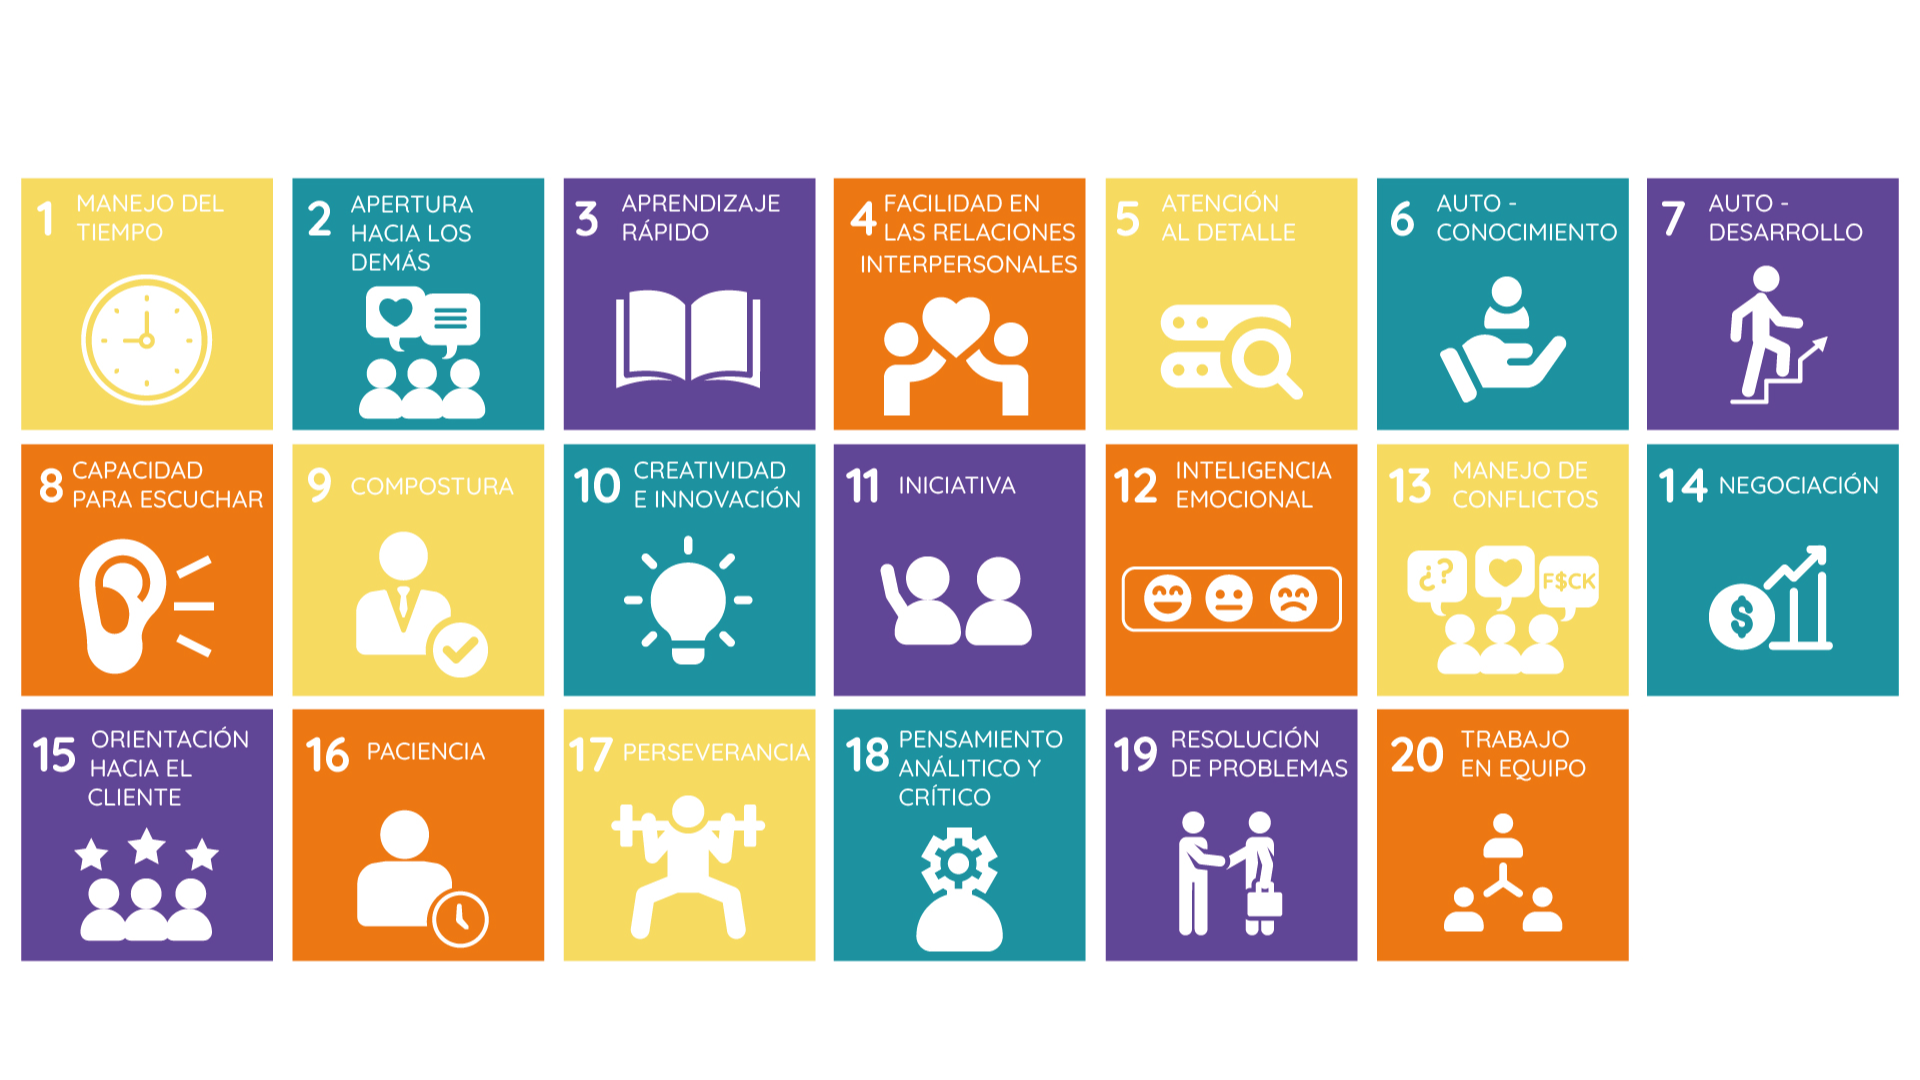 1 MANEJO DEL
TIEMPO
2 APERTURA
HACIA LOS
DEMÁS
3 APRENDIZAJE
RÁPIDO
4 FACILIDAD EN
LAS RELACIONES
INTERPERSONALES
5 ATENCIÓN
AL DETALLE
6 AUTO -
CONOCIMIENTO
7 AUTO -
DESARROLLO
8 CAPACIDAD
PARA ESCUCHAR
9 COMPOSTURA
10 CREATIVIDAD
E INNOVACIÓN
11 INICIATIVA
12 INTELIGENCIA
EMOCIONAL
13 MANEJO DE
CONFLICTOS
¿?
F$CK
14 NEGOCIACIÓN
$
15 ORIENTACIÓN
HACIA EL
CLIENTE
16 PACIENCIA
17 PERSEVERANCIA
18 PENSAMIENTO
ANÁLITICO Y
CRÍTICO
19 RESOLUCIÓN
DE PROBLEMAS
20 TRABAJO
EN EQUIPO